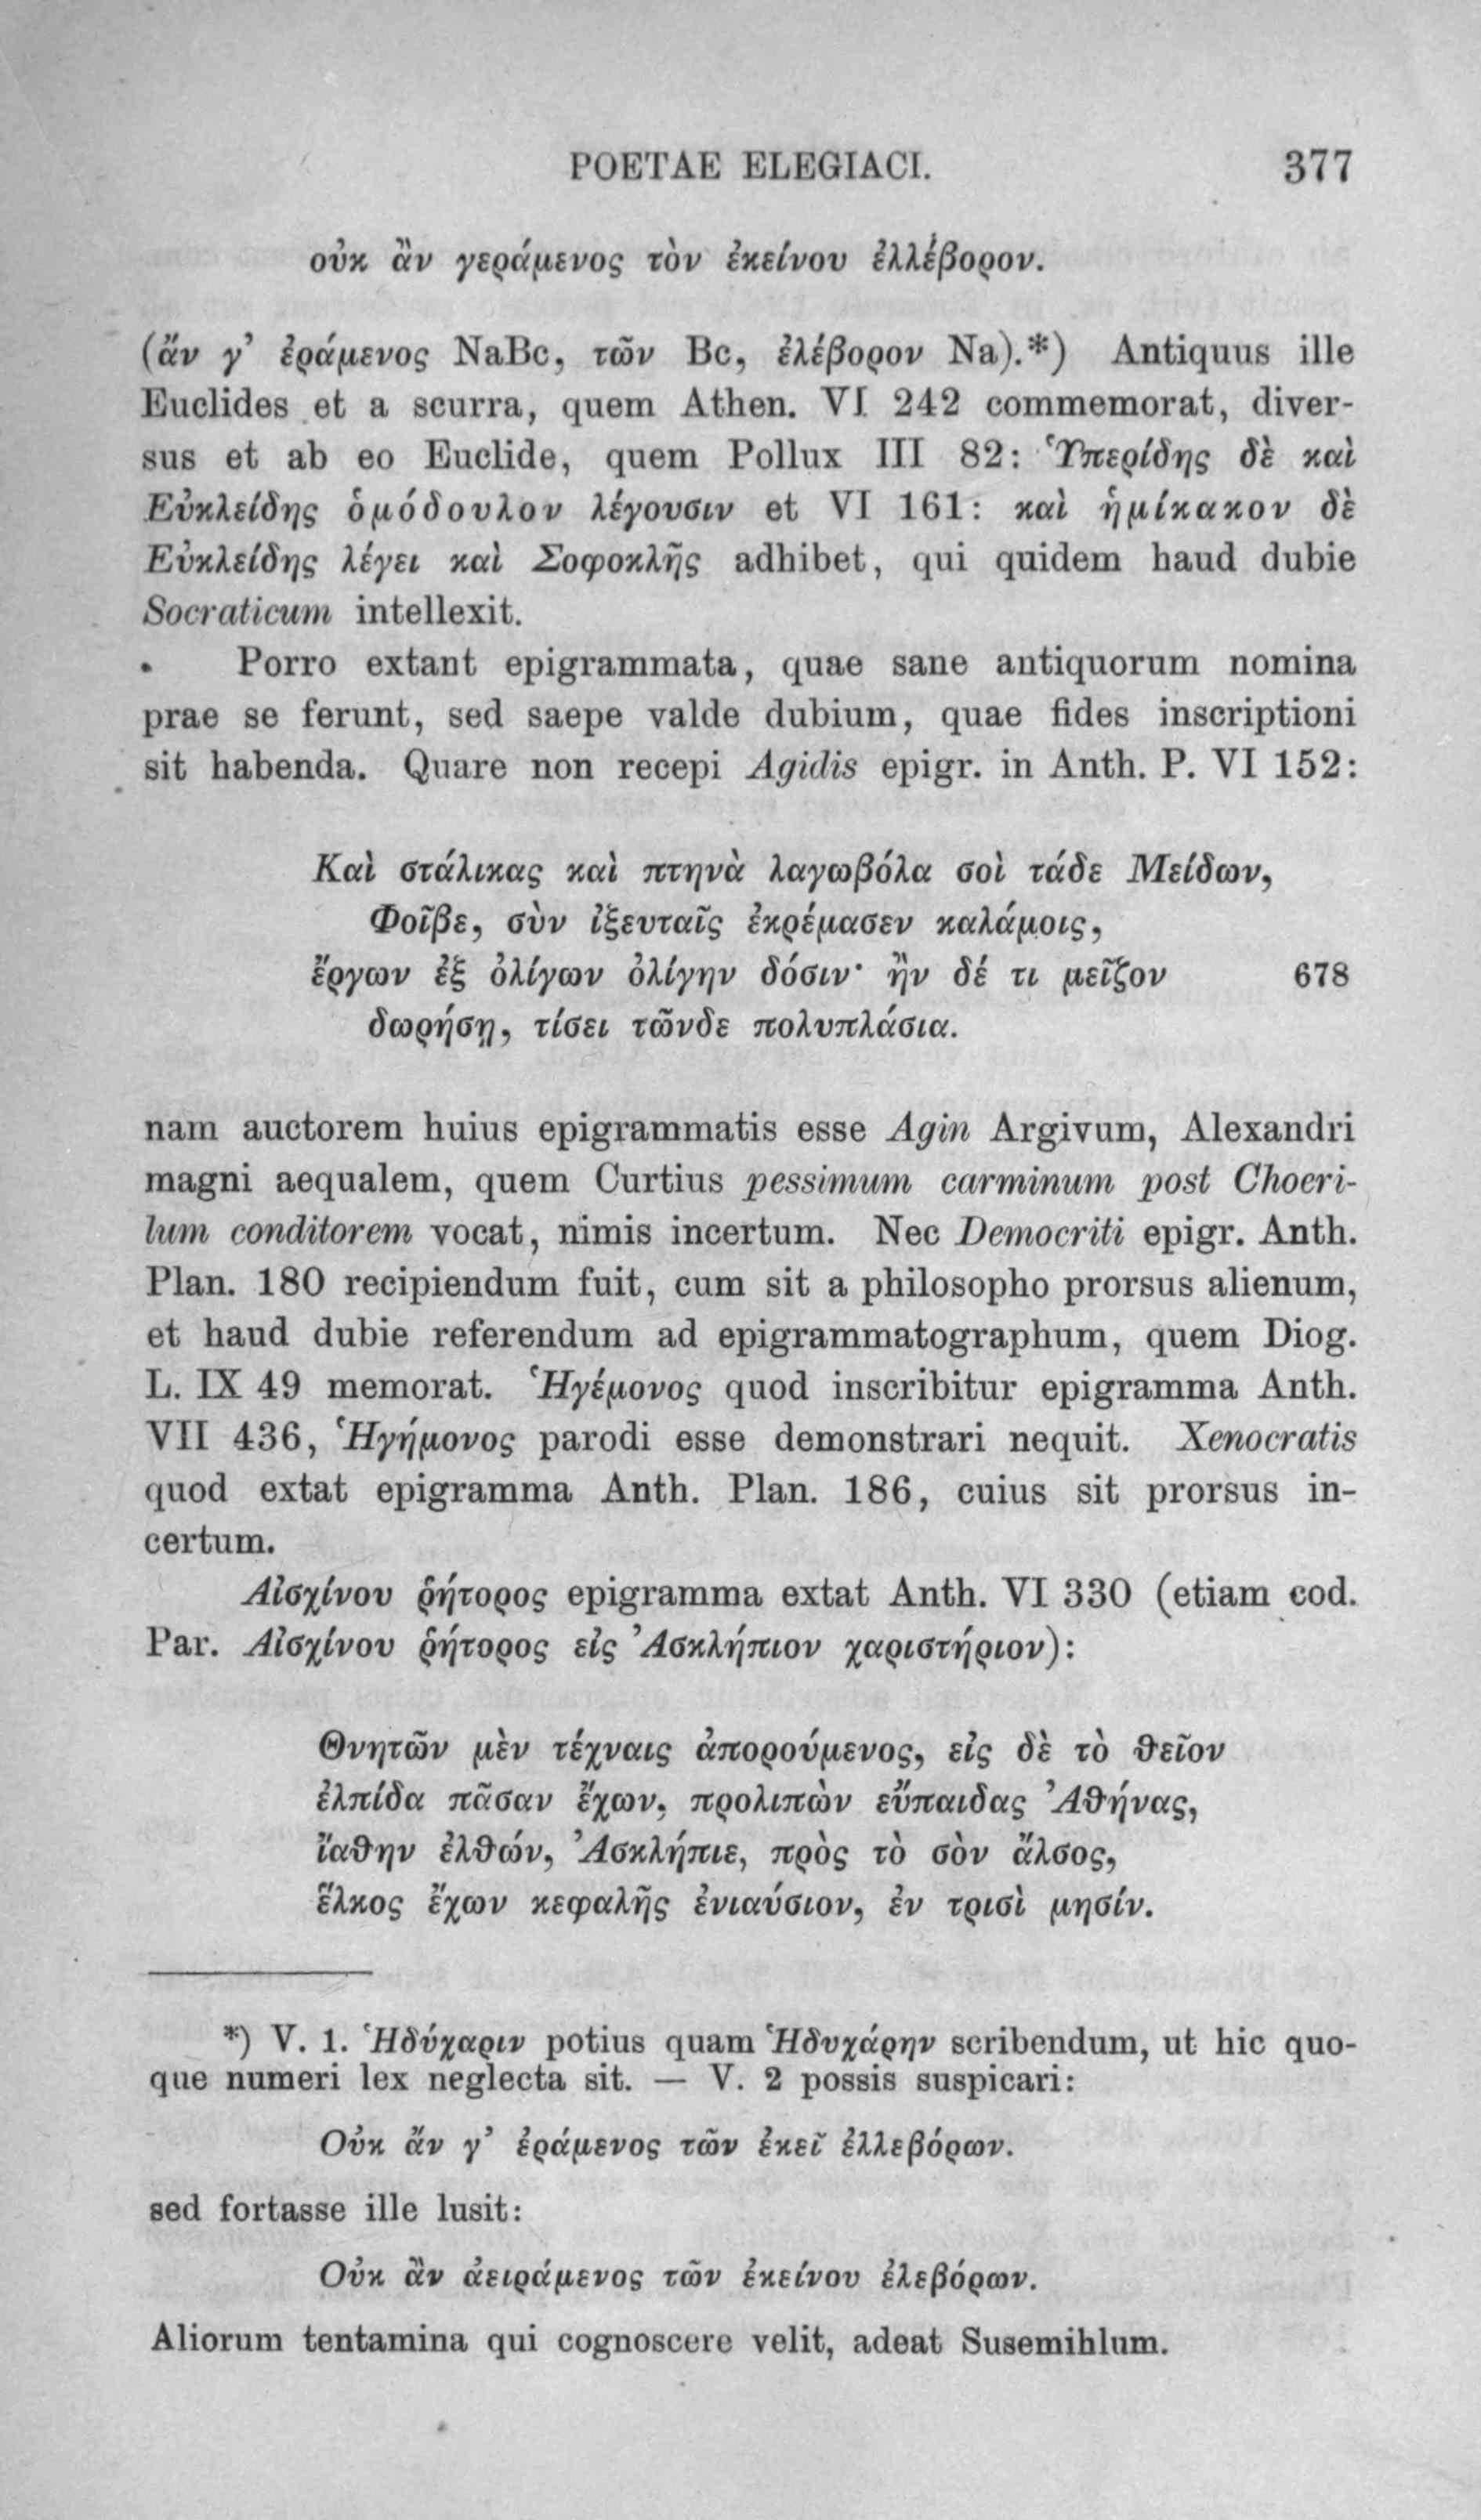 POETAE ELEGIACI. 377
οὐκ ἂν γεράμενος τὸν ἐκείνου ἐλλέβορον.
(ἄν γ’ ἐράμενος NaBc, τῶν Bc, ἐλέβορον Na).*) Antiquus ille
Euclides et a scurra, quem Athen. VI 242 commemorat, diver-
sus et ab eo Euclide, quem Pollux III 82: Ὑπερίδης δὲ καὶ
Εὐκλείδης ὁμόδουλον λέγουσιν et VI 161: καὶ ἡμίκακον δὲ
Εὐκλείδης λέγει καὶ Σοφοκλῆς adhibet, qui quidem haud dubie
Socraticum intellexit.
Porro extant epigrammata, quae sane antiquorum nomina
prae se ferunt, sed saepe valde dubium, quae fides inscriptioni
sit habenda. Quare non recepi Agidis epigr. in Anth. P. VI 152:
Καὶ στάλικας καὶ πτηνὰ λαγωβόλα σοὶ τάδε Μείδων,
Φοῖβε, σὺν ἰξευταῖς ἐκρέμασεν καλάμοις,
ἔργων ἐξ ὀλίγων ὀλίγην δόσιν· ἢν δέ τι μεῖζον 678
δωρήσῃ, τίσει τῶνδε πολυπλάσια.
nam auctorem huius epigrammatis esse Agin Argivum, Alexandri
magni aequalem, quem Curtius pessimum carminum post Choeri-
lum conditorem vocat, nimis incertum. Nec Democriti epigr. Anth.
Plan. 180 recipiendum fuit, cum sit a philosopho prorsus alienum,
et haud dubie referendum ad epigrammatographum, quem Diog.
L. IX 49 memorat. Ἡγέμονος quod inscribitur epigramma Anth.
VII 436, Ἡγήμονος parodi esse demonstrari nequit. Xenocratis
quod extat epigramma Anth. Plan. 186, cuius sit prorsus in-
certum.
Αἰσχίνου ῥήτορος epigramma extat Anth. VI 330 (etiam cod.
Par. Αἰσχίνου ῥήτορος εἰς Ἀσκλήπιον χαριστήριον):
Θνητῶν μὲν τέχναις ἀπορούμενος, εἰς δὲ τὸ θεῖον
ἐλπίδα πᾶσαν ἔχων, προλιπὼν εὔπαιδας Ἀθήνας,
ἴαθην ἐλθών, Ἀσκλήπιε, πρὸς τὸ σὸν ἄλσος,
ἕλκος ἔχων κεφαλῆς ἐνιαύσιον, ἐν τρισὶ μησίν.
*) V. 1. Ἡδύχαριν potius quam Ἡδυχάρην scribendum, ut hic quo-
que numeri lex neglecta sit. — V. 2 possis suspicari:
Οὐκ ἄν γ’ ἐράμενος τῶν ἐκεῖ ἐλλεβόρων.
sed fortasse ille lusit:
Οὐκ ἂν ἀειράμενος τῶν ἐκείνου ἐλεβόρων.
Aliorum tentamina qui cognoscere velit, adeat Susemihlum.